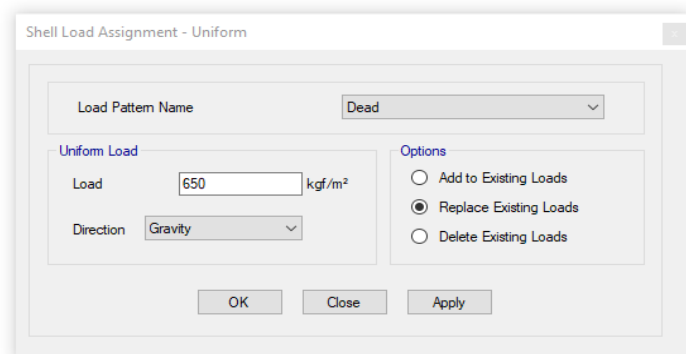 Shell Load Assignment - Uniform
x
Load Pattern Name
Dead
Uniform Load
Load
650
kgf/m²
Direction
Gravity
Options
Add to Existing Loads
Replace Existing Loads
Delete Existing Loads
OK
Close
Apply